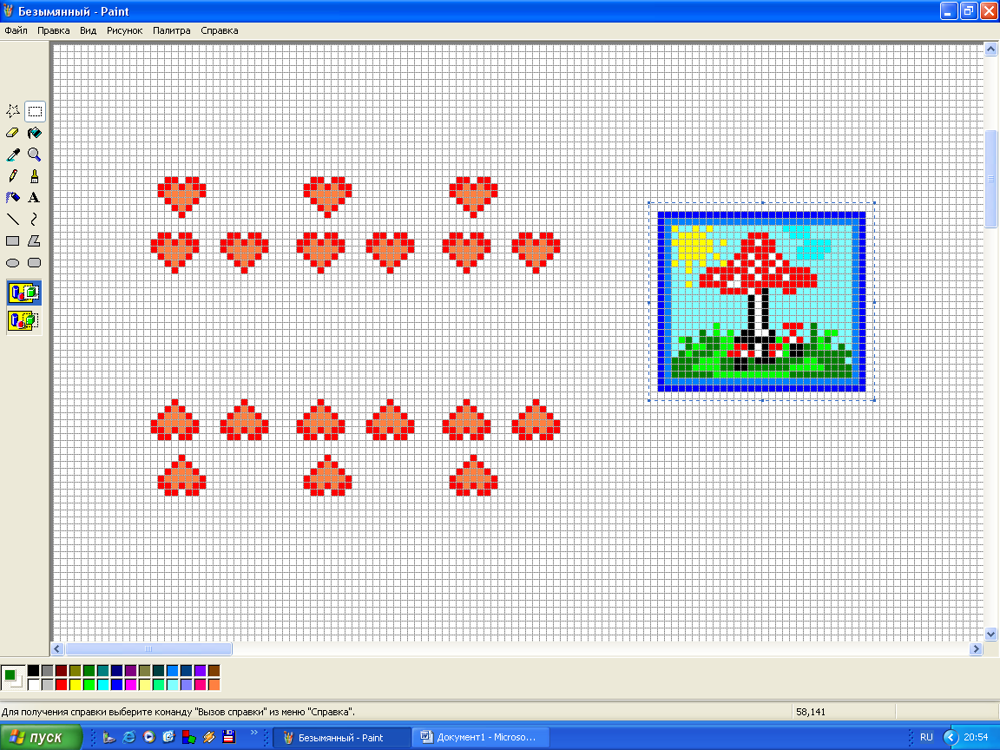 Безымянный - Paint
Файл Правка Вид Рисунок Палитра Справка
A
Для получения справки выберите команду "Вызов справки" из меню "Справка".
58,141
пуск
Безымянный - Paint
Документ1 - Microso...
RU
20:54